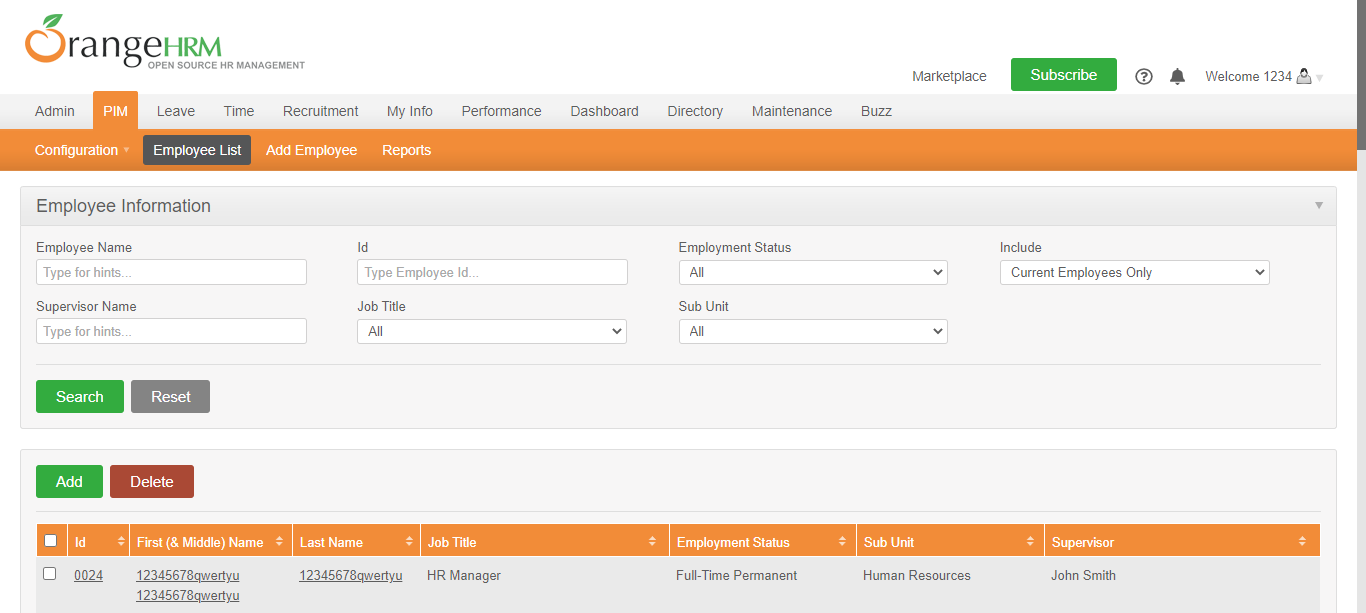 OrangeHRM
OPEN SOURCE HR MANAGEMENT
Marketplace Subscribe Welcome 1234
Admin PIM Leave Time Recruitment My Info Performance Dashboard Directory Maintenance Buzz
Configuration Employee List Add Employee Reports
Employee Information
Employee Name Id Employment Status Include
Type for hints... Type Employee Id... All Current Employees Only
Supervisor Name Job Title Sub Unit
Type for hints... All All
Search Reset
Add Delete
Id First (& Middle) Name Last Name Job Title Employment Status Sub Unit Supervisor
0024 12345678qwertyu 12345678qwertyu HR Manager Full-Time Permanent Human Resources John Smith
12345678qwertyu